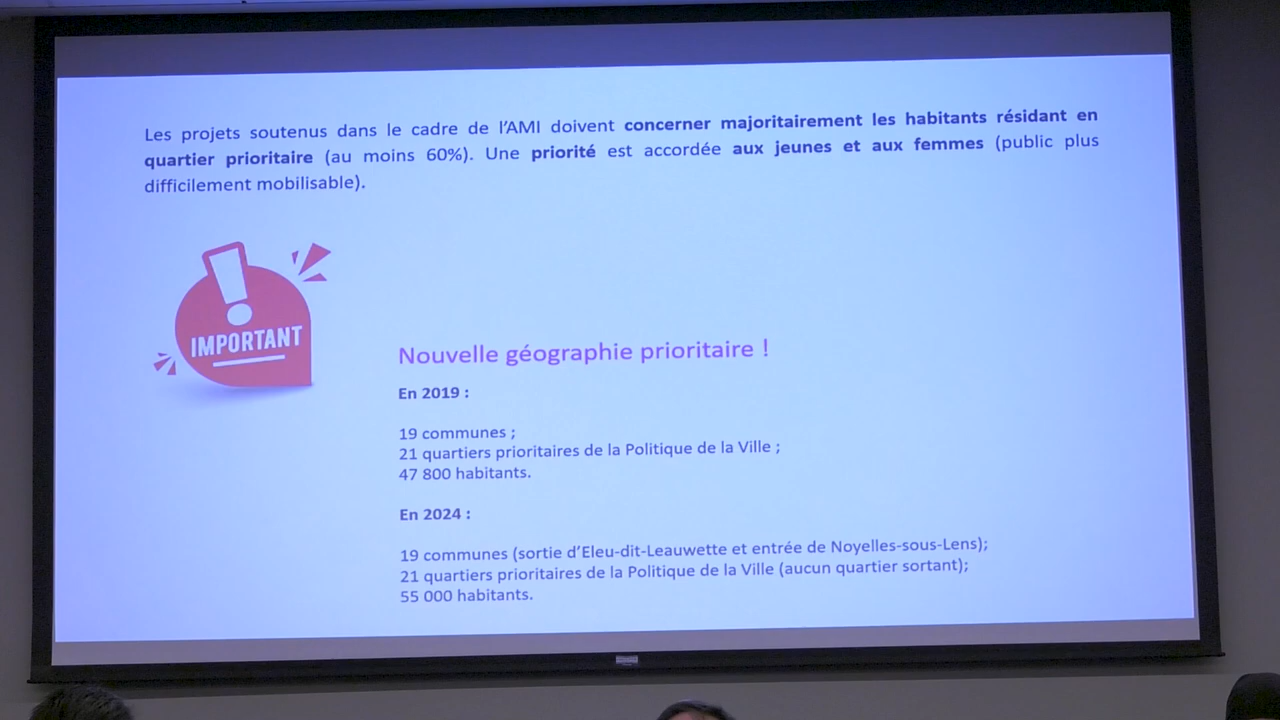 Les projets soutenus dans le cadre de l’AMI doivent concerner majoritairement les habitants résidant en
quartier prioritaire (au moins 60%). Une priorité est accordée aux jeunes et aux femmes (public plus
difficilement mobilisable).
IMPORTANT
Nouvelle géographie prioritaire !
En 2019 :
19 communes ;
21 quartiers prioritaires de la Politique de la Ville ;
47 800 habitants.
En 2024 :
19 communes (sortie d’Eleu-dit-Leauwette et entrée de Noyelles-sous-Lens);
21 quartiers prioritaires de la Politique de la Ville (aucun quartier sortant);
55 000 habitants.